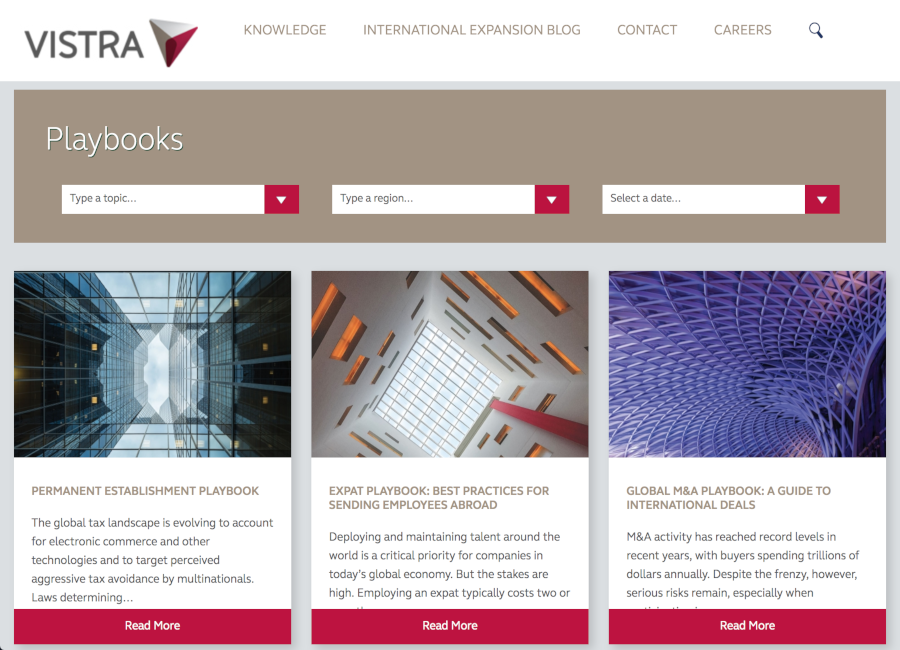 VISTRA
KNOWLEDGE
INTERNATIONAL EXPANSION BLOG
CONTACT
CAREERS
Playbooks
Type a topic...
Type a region...
Select a date...
PERMANENT ESTABLISHMENT PLAYBOOK
The global tax landscape is evolving to account
for electronic commerce and other
technologies and to target perceived
aggressive tax avoidance by multinationals.
Laws determining...
Read More
EXPAT PLAYBOOK: BEST PRACTICES FOR
SENDING EMPLOYEES ABROAD
Deploying and maintaining talent around the
world is a critical priority for companies in
today's global economy. But the stakes are
high. Employing an expat typically costs two or
Read More
GLOBAL M&A PLAYBOOK: A GUIDE TO
INTERNATIONAL DEALS
M&A activity has reached record levels in
recent years, with buyers spending trillions of
dollars annually. Despite the frenzy, however,
serious risks remain, especially when
Read More